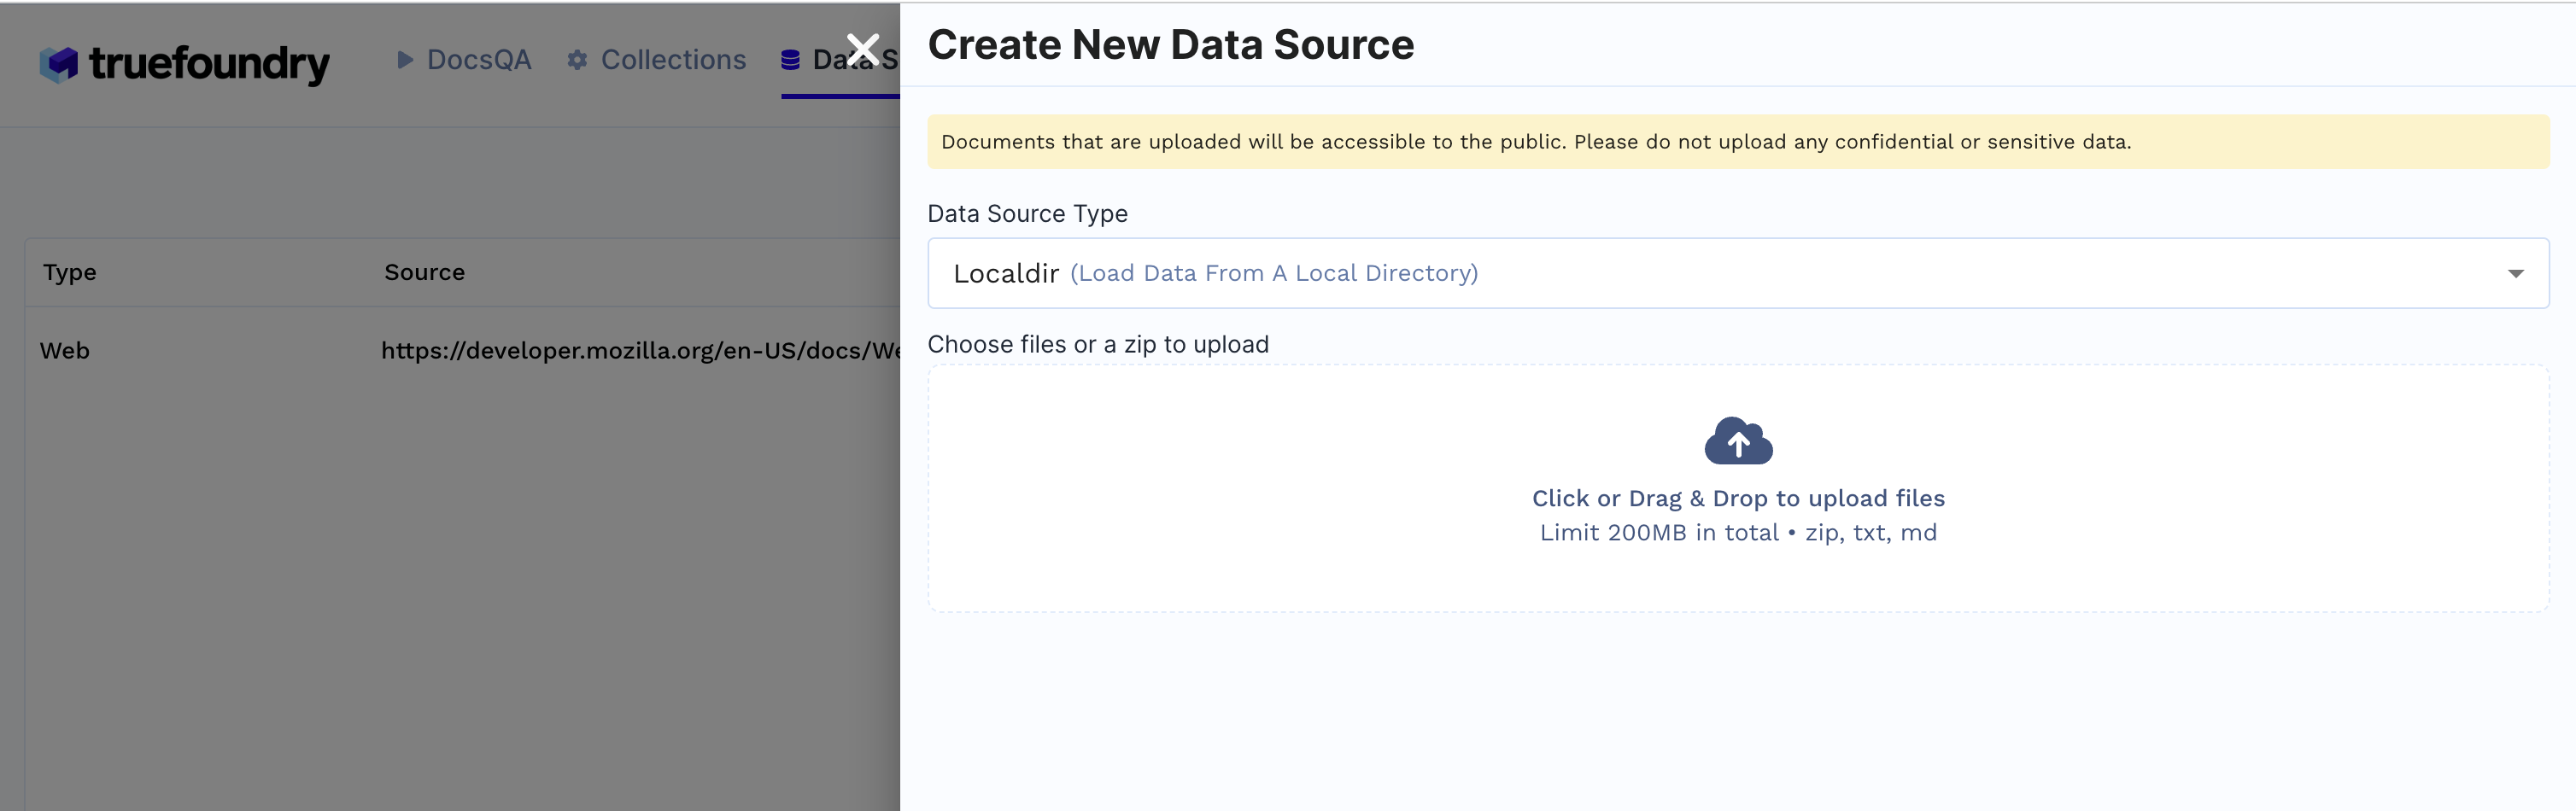 truefoundry
DocsQA
Collections
Create New Data Source
Documents that are uploaded will be accessible to the public. Please do not upload any confidential or sensitive data.
Data Source Type
Localdir (Load Data From A Local Directory)
Choose files or a zip to upload
Click or Drag & Drop to upload files
Limit 200MB in total • zip, txt, md
Type Source
Web https://developer.mozilla.org/en-US/docs/We